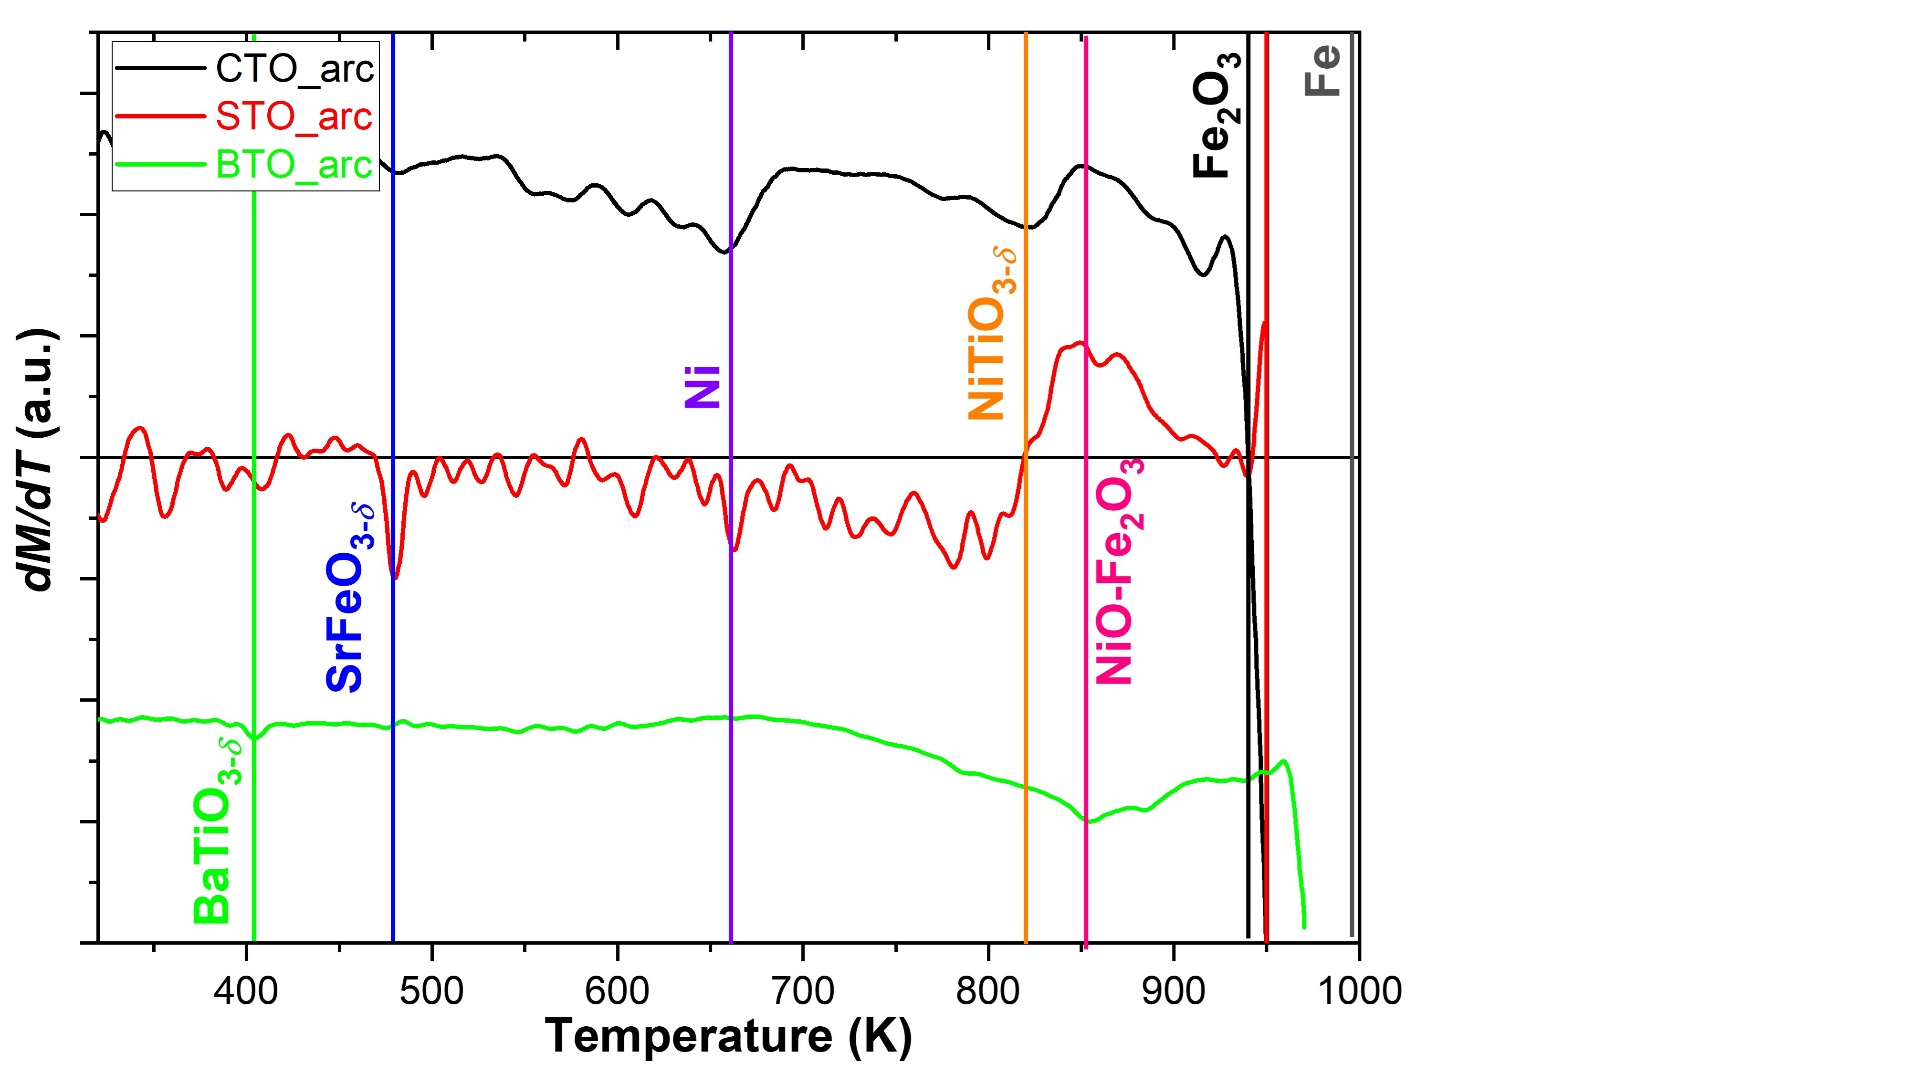 CTO_arc
STO_arc
BTO_arc
Fe₂O₃
Fe
NiTiO₃₋δ
Ni
NiO-Fe₂O₃
SrFeO₃₋δ
BaTiO₃₋δ
dM/dT (a.u.)
400 500 600 700 800 900 1000
Temperature (K)